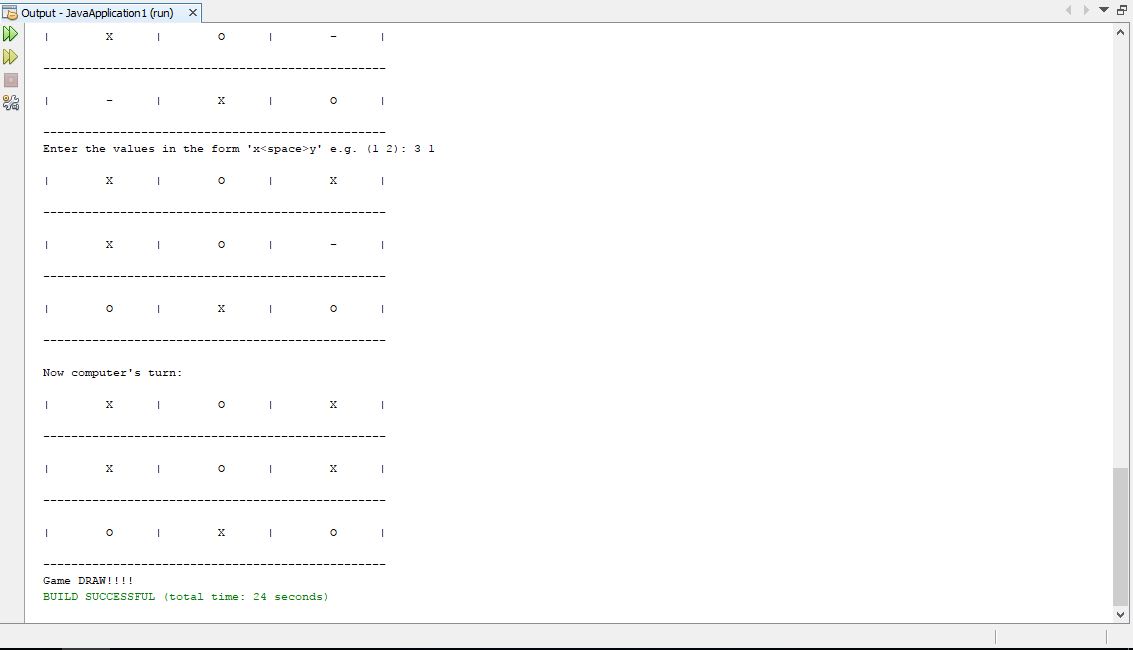 Output - JavaApplication1 (run)
| X | O | - |
-------------------------------------------------
| - | X | O |
-------------------------------------------------
Enter the values in the form 'x<space>y' e.g. (1 2): 3 1
| X | O | X |
-------------------------------------------------
| X | O | - |
-------------------------------------------------
| O | X | O |
-------------------------------------------------
Now computer's turn:
| X | O | X |
-------------------------------------------------
| X | O | X |
-------------------------------------------------
| O | X | O |
-------------------------------------------------
Game DRAW!!!!
BUILD SUCCESSFUL (total time: 24 seconds)